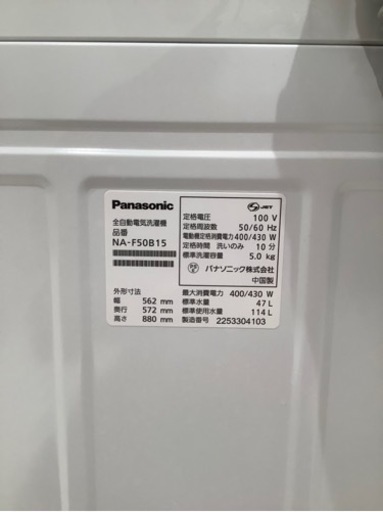 Panasonic
全自動電気洗濯機
品番
NA-F50B15
外形寸法
幅 562 mm
奥行 572 mm
高さ 880 mm
JET
定格電圧 100 V
定格周波数 50/60 Hz
電動機定格消費電力 400/430 W
定格時間 洗いのみ 10 分
標準洗濯容量 5.0 kg
パナソニック株式会社
中国製
最大消費電力 400/430 W
標準水量 47 L
標準使用水量 114 L
製造番号 2253304103